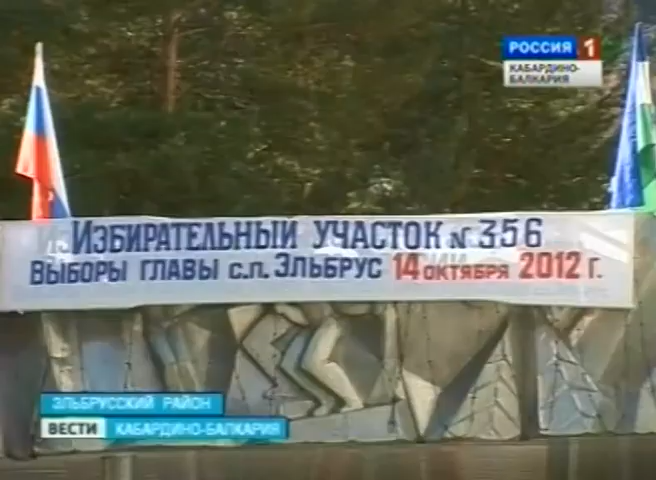 РОССИЯ 1
КАБАРДИНО-
БАЛКАРИЯ
ИЗБИРАТЕЛЬНЫЙ УЧАСТОК № 356
ВЫБОРЫ ГЛАВЫ С.П. ЭЛЬБРУС 14 ОКТЯБРЯ 2012 Г.
ЭЛЬБРУССКИЙ РАЙОН
ВЕСТИ КАБАРДИНО-БАЛКАРИЯ